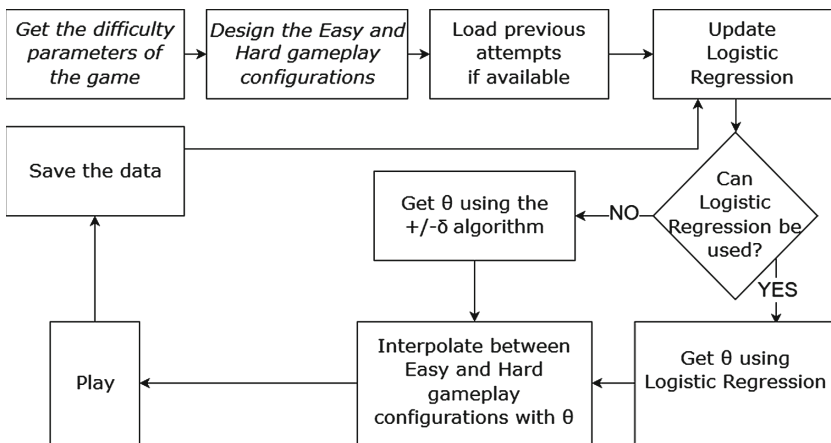 Get the difficulty
parameters of
the game
Design the Easy and
Hard gameplay
configurations
Load previous
attempts
if available
Update
Logistic
Regression
Save the data
Can
Logistic
Regression be
used?
Get θ using the
+/-δ algorithm
NO
YES
Play
Interpolate between
Easy and Hard
gameplay
configurations with θ
Get θ using
Logistic Regression